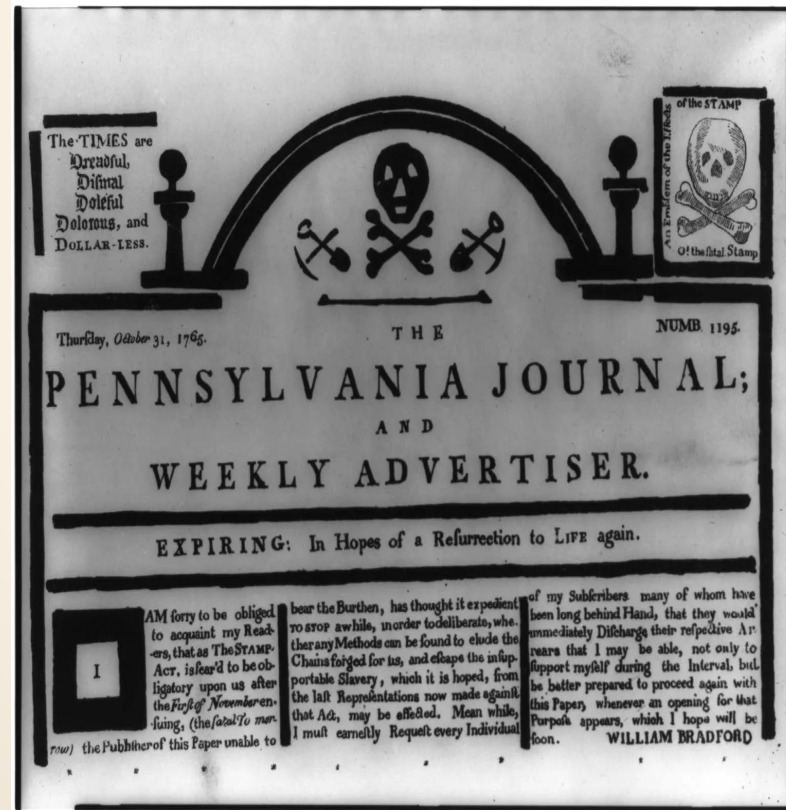 The TIMES are
Dreadful,
Difmal
Doleful
Dolorous, and
DOLLAR-LESS.
An Emblem of the Effects
of the STAMP
O! the fatal Stamp
Thurſday, October 31, 1765.
NUMB. 1195.
THE
PENNSYLVANIA JOURNAL;
AND
WEEKLY ADVERTISER.
EXPIRING: In Hopes of a Reſurrection to LIFE again.
I
AM ſorry to be obliged
to acquaint my Read-
ers, that as The STAMP-
ACT, is fear'd to be ob-
ligatory upon us after
the Firſt of November en-
ſuing, (the fatal To mor-
row) the Publiſher of this Paper unable to
bear the Burthen, has thought it expedient
TO STOP awhile, inorder to deliberate, whe-
ther any Methods can be found to elude the
Chains forged for us, and eſcape the inſup-
portable Slavery, which it is hoped, from
the laſt Repreſentations now made againſt
that Act, may be effected. Mean while,
I muſt earneſtly Requeſt every Individual
of my Subſcribers many of whom have
been long behind Hand, that they would
immediately Diſcharge their reſpective Ar
rears that I may be able, not only to
ſupport myſelf during the Interval, but
be better prepared to proceed again with
this Paper, whenever an opening for that
Purpoſe appears, which I hope will be
ſoon. WILLIAM BRADFORD